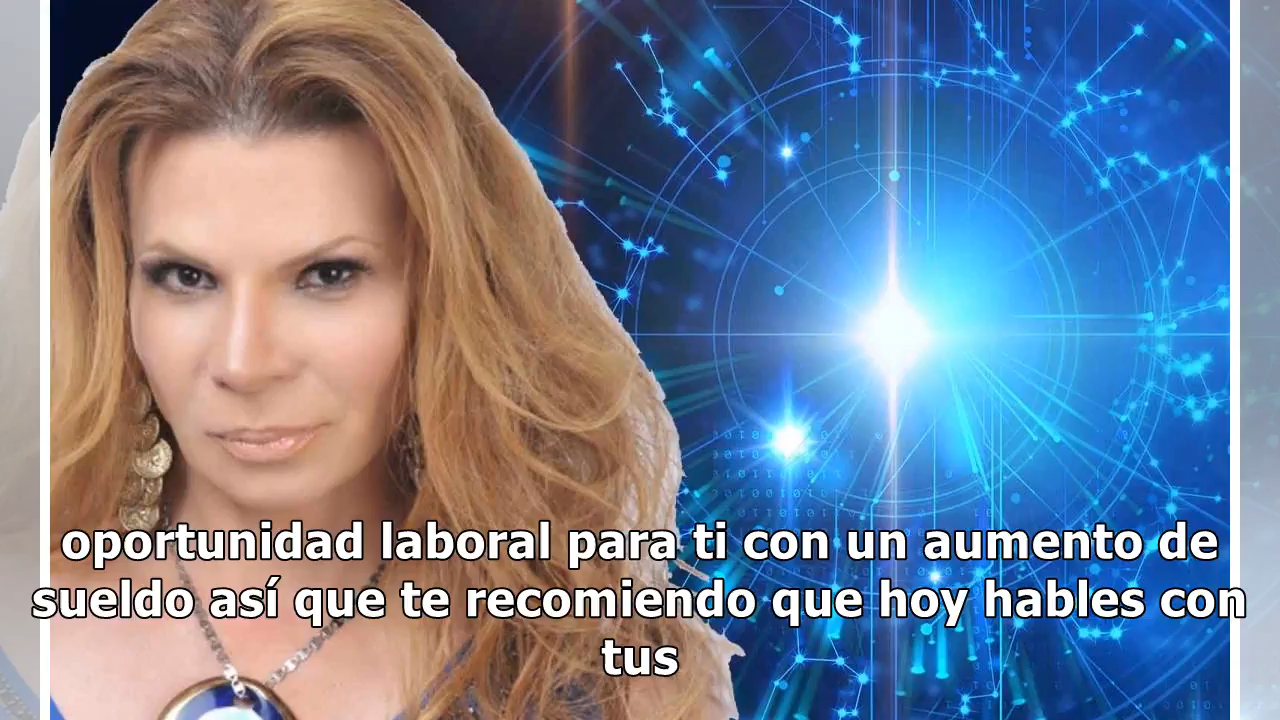 oportunidad laboral para ti con un aumento de
sueldo así que te recomiendo que hoy hables con
tus